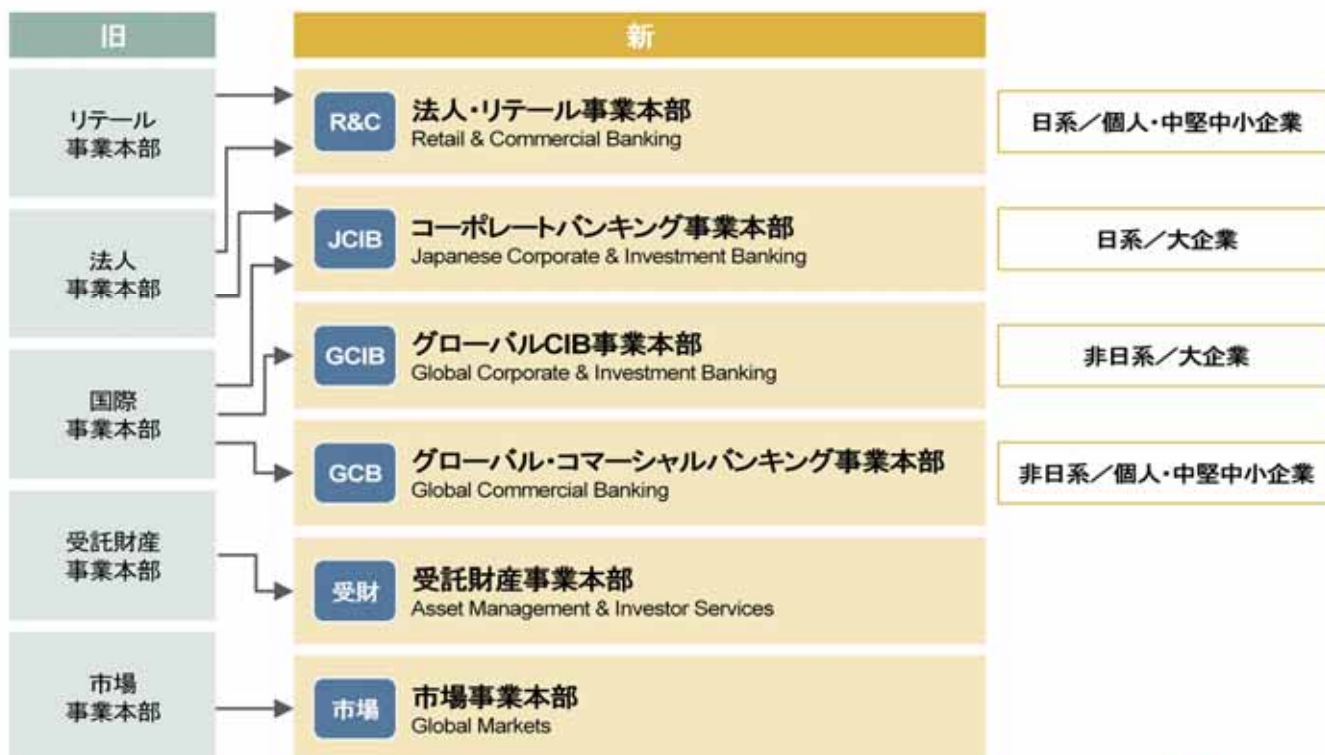 旧
新
リテール
事業本部
法人
事業本部
国際
事業本部
受託財産
事業本部
市場
事業本部
R&C
法人・リテール事業本部
Retail & Commercial Banking
日系／個人・中堅中小企業
JCIB
コーポレートバンキング事業本部
Japanese Corporate & Investment Banking
日系／大企業
GCIB
グローバルCIB事業本部
Global Corporate & Investment Banking
非日系／大企業
GCB
グローバル・コマーシャルバンキング事業本部
Global Commercial Banking
非日系／個人・中堅中小企業
受財
受託財産事業本部
Asset Management & Investor Services
市場
市場事業本部
Global Markets